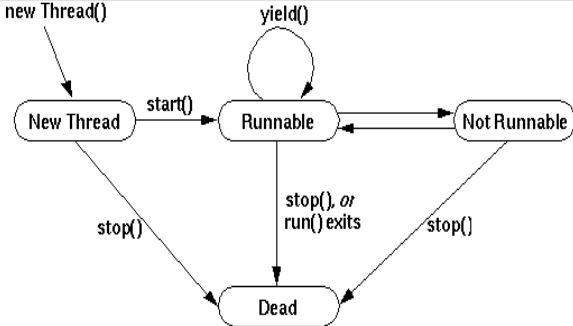 new Thread()
yield()
start()
New Thread
Runnable
Not Runnable
stop()
stop(), or
run() exits
stop()
Dead